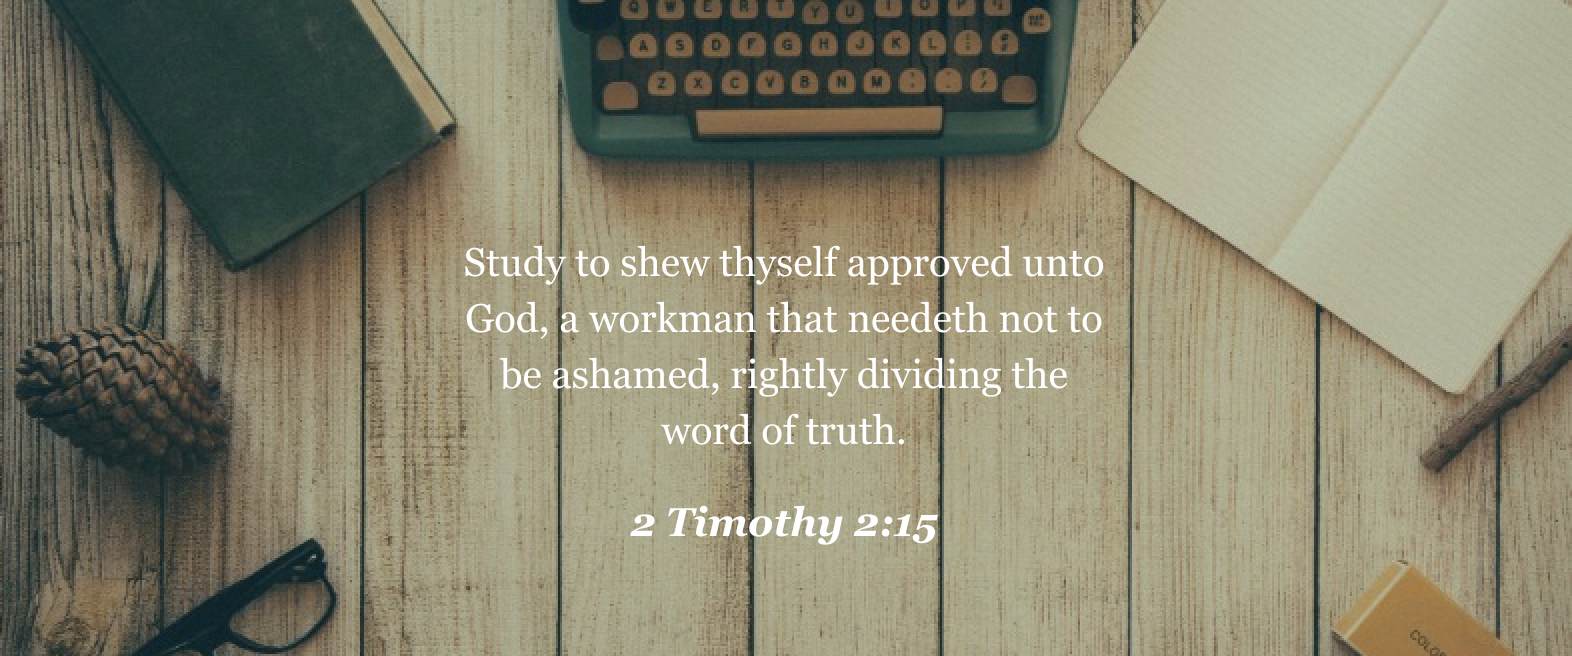 Q W E R T Y U I O P
A S D F G H J K L
Z X C V B N M
Study to shew thyself approved unto
God, a workman that needeth not to
be ashamed, rightly dividing the
word of truth.
2 Timothy 2:15